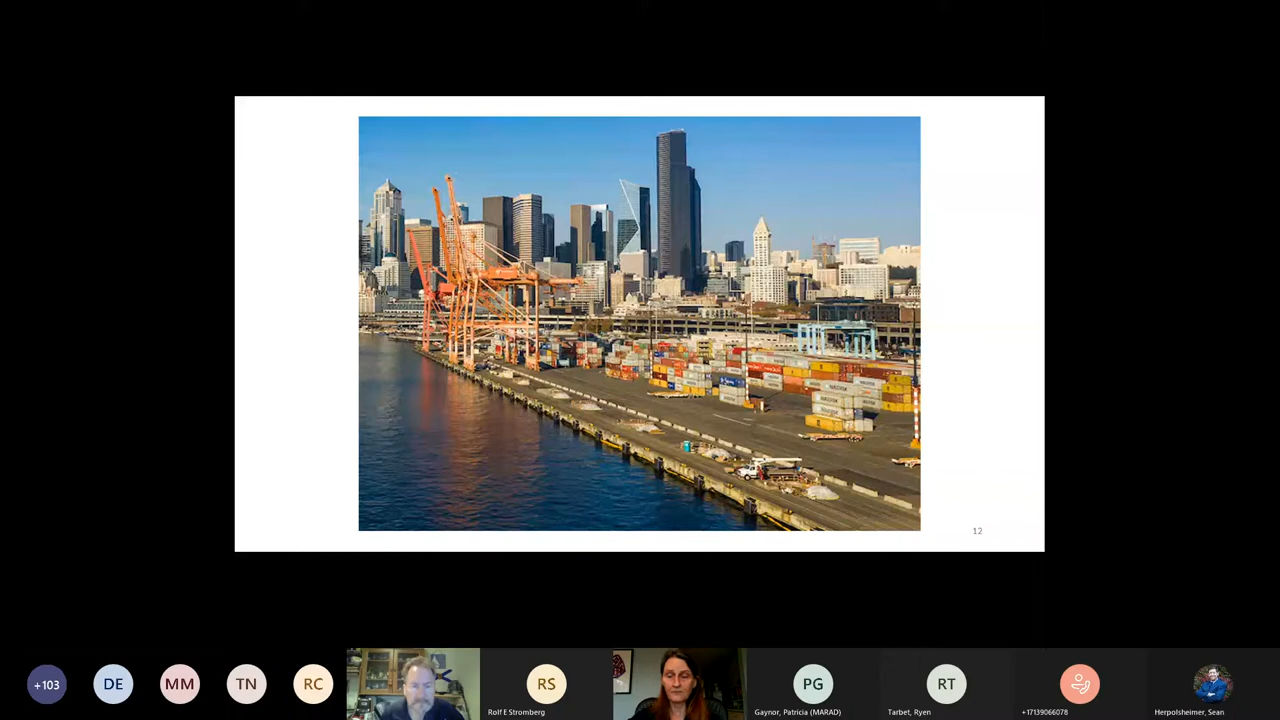 12
+103
DE
MM
TN
RC
RS
Rolf E Stromberg
PG
Gaynor, Patricia (MARAD)
RT
Tarbet, Ryen
+17139066078
Herpolsheimer, Sean